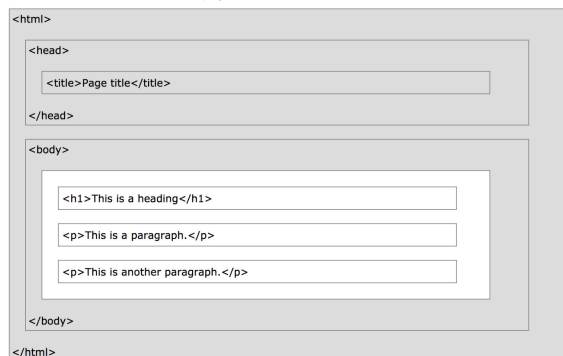 <html>
<head>
<title>Page title</title>
</head>
<body>
<h1>This is a heading</h1>
<p>This is a paragraph.</p>
<p>This is another paragraph.</p>
</body>
</html>